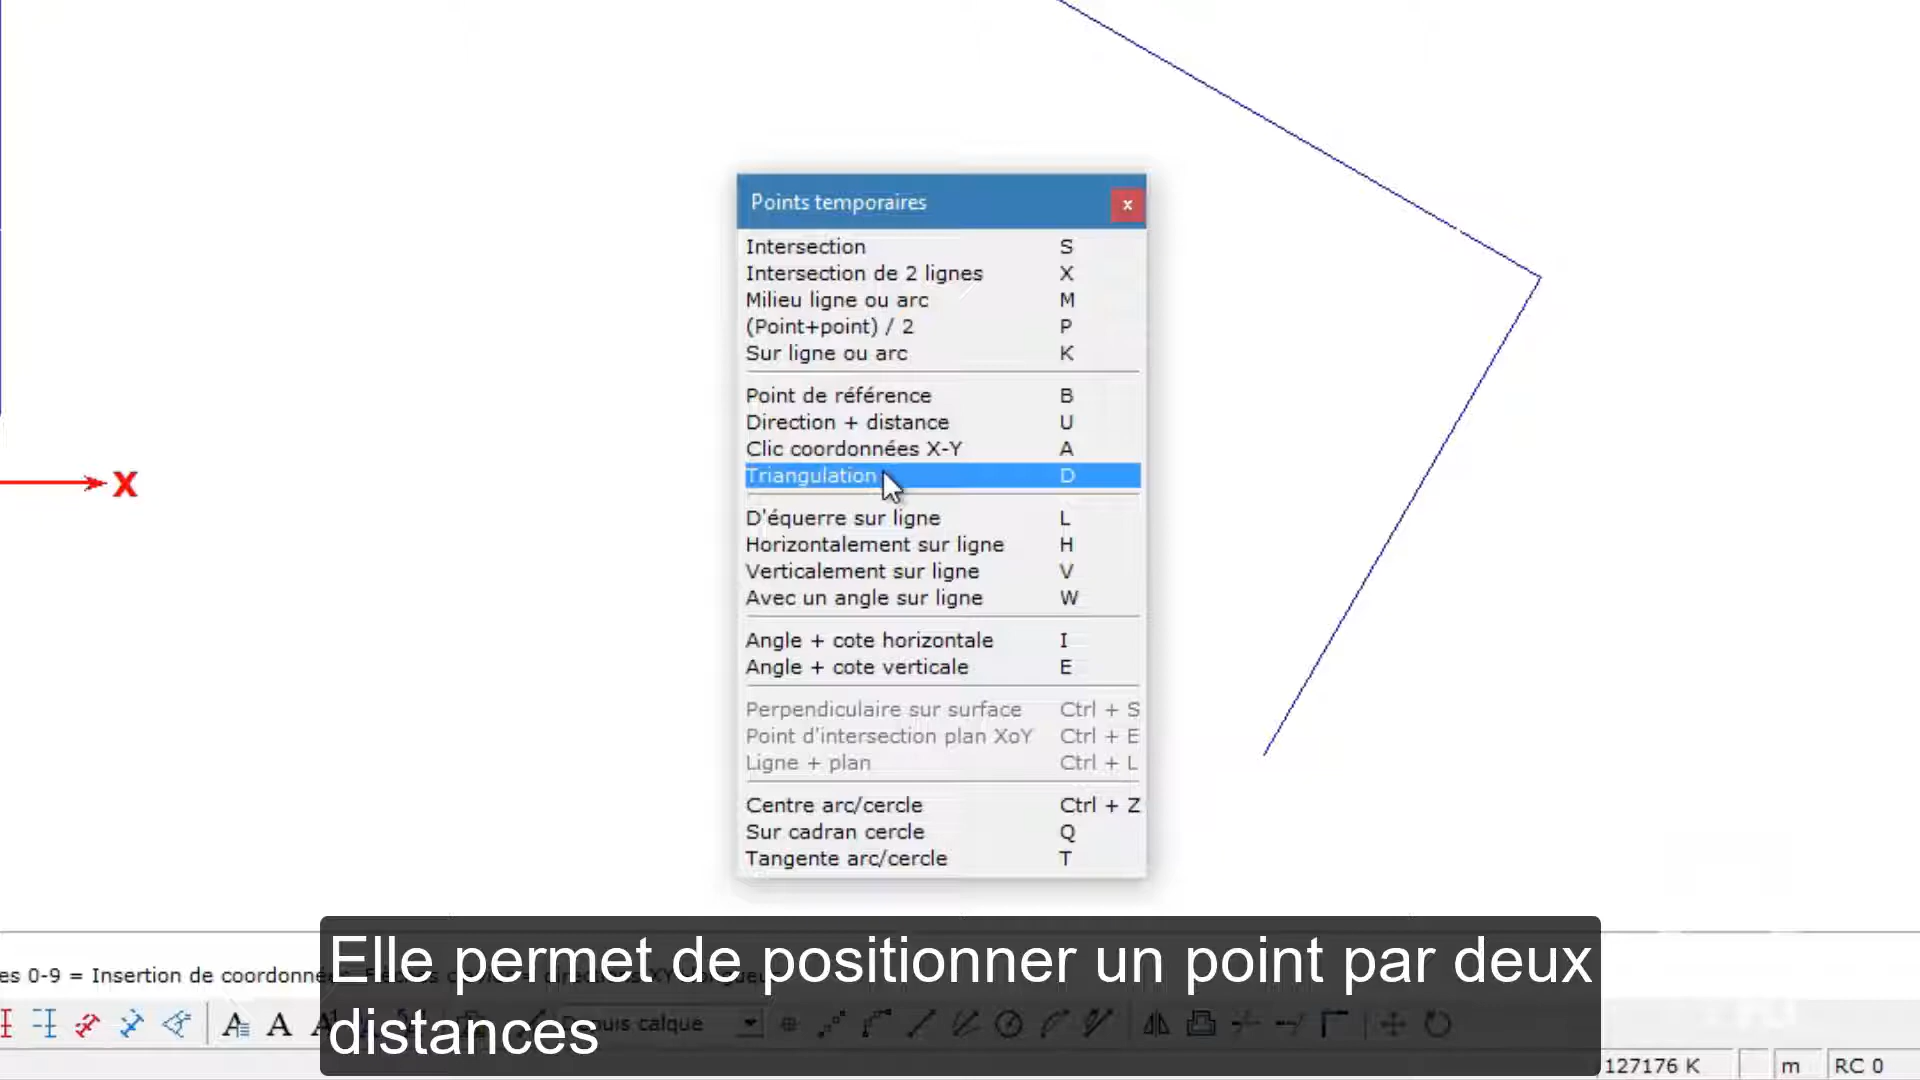 Points temporaires
x
Intersection S
Intersection de 2 lignes X
Milieu ligne ou arc M
(Point+point) / 2 P
Sur ligne ou arc K
Point de référence B
Direction + distance U
Clic coordonnées X-Y A
Triangulation D
X
D'équerre sur ligne L
Horizontalement sur ligne H
Verticalement sur ligne V
Avec un angle sur ligne W
Angle + cote horizontale I
Angle + cote verticale E
Perpendiculaire sur surface Ctrl + S
Point d'intersection plan XoY Ctrl + E
Ligne + plan Ctrl + L
Centre arc/cercle Ctrl + Z
Sur cadran cercle Q
Tangente arc/cercle T
Elle permet de positionner un point par deux
distances
es 0-9 = Insertion de coordonné
A A A
uis calque
127176 K m RC 0